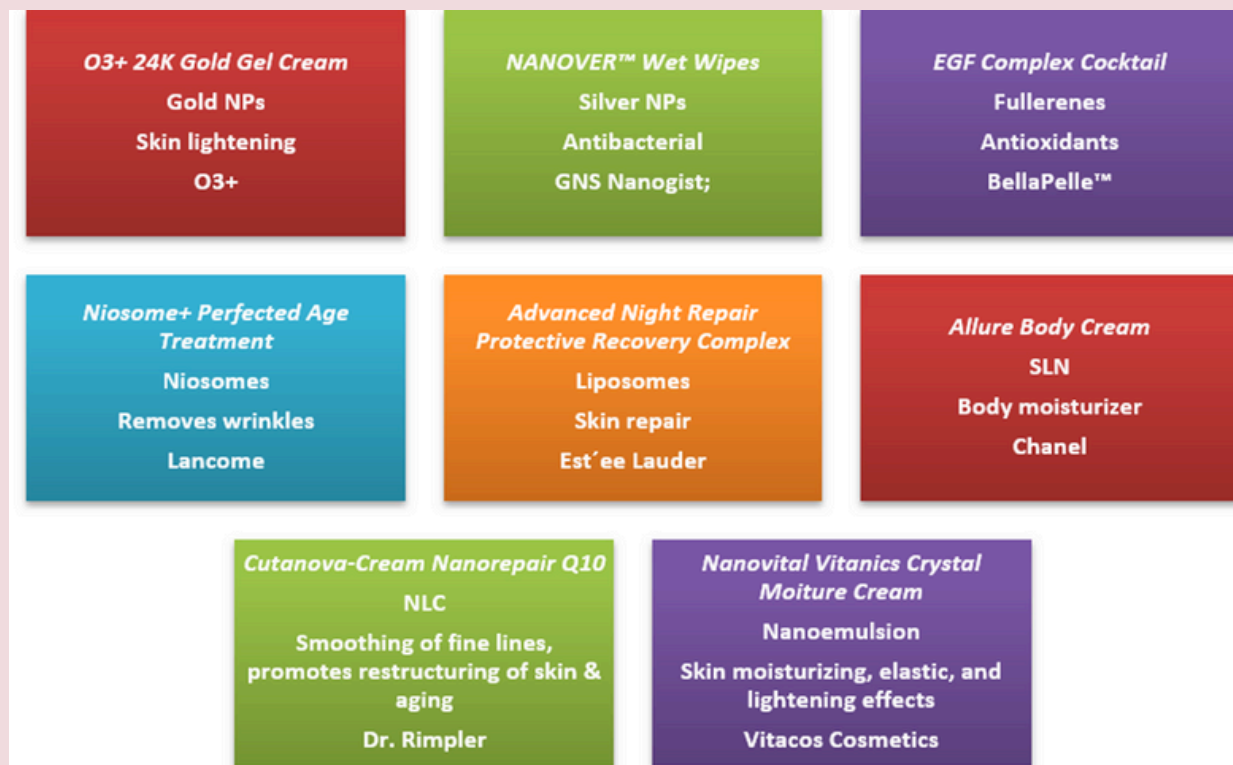 O3+ 24K Gold Gel Cream
Gold NPs
Skin lightening
O3+
NANOVER™ Wet Wipes
Silver NPs
Antibacterial
GNS Nanogist;
EGF Complex Cocktail
Fullerenes
Antioxidants
BellaPelle™
Niosome+ Perfected Age
Treatment
Niosomes
Removes wrinkles
Lancome
Advanced Night Repair
Protective Recovery Complex
Liposomes
Skin repair
Est´ee Lauder
Allure Body Cream
SLN
Body moisturizer
Chanel
Cutanova-Cream Nanorepair Q10
NLC
Smoothing of fine lines,
promotes restructuring of skin &
aging
Dr. Rimpler
Nanovital Vitanics Crystal
Moiture Cream
Nanoemulsion
Skin moisturizing, elastic, and
lightening effects
Vitacos Cosmetics